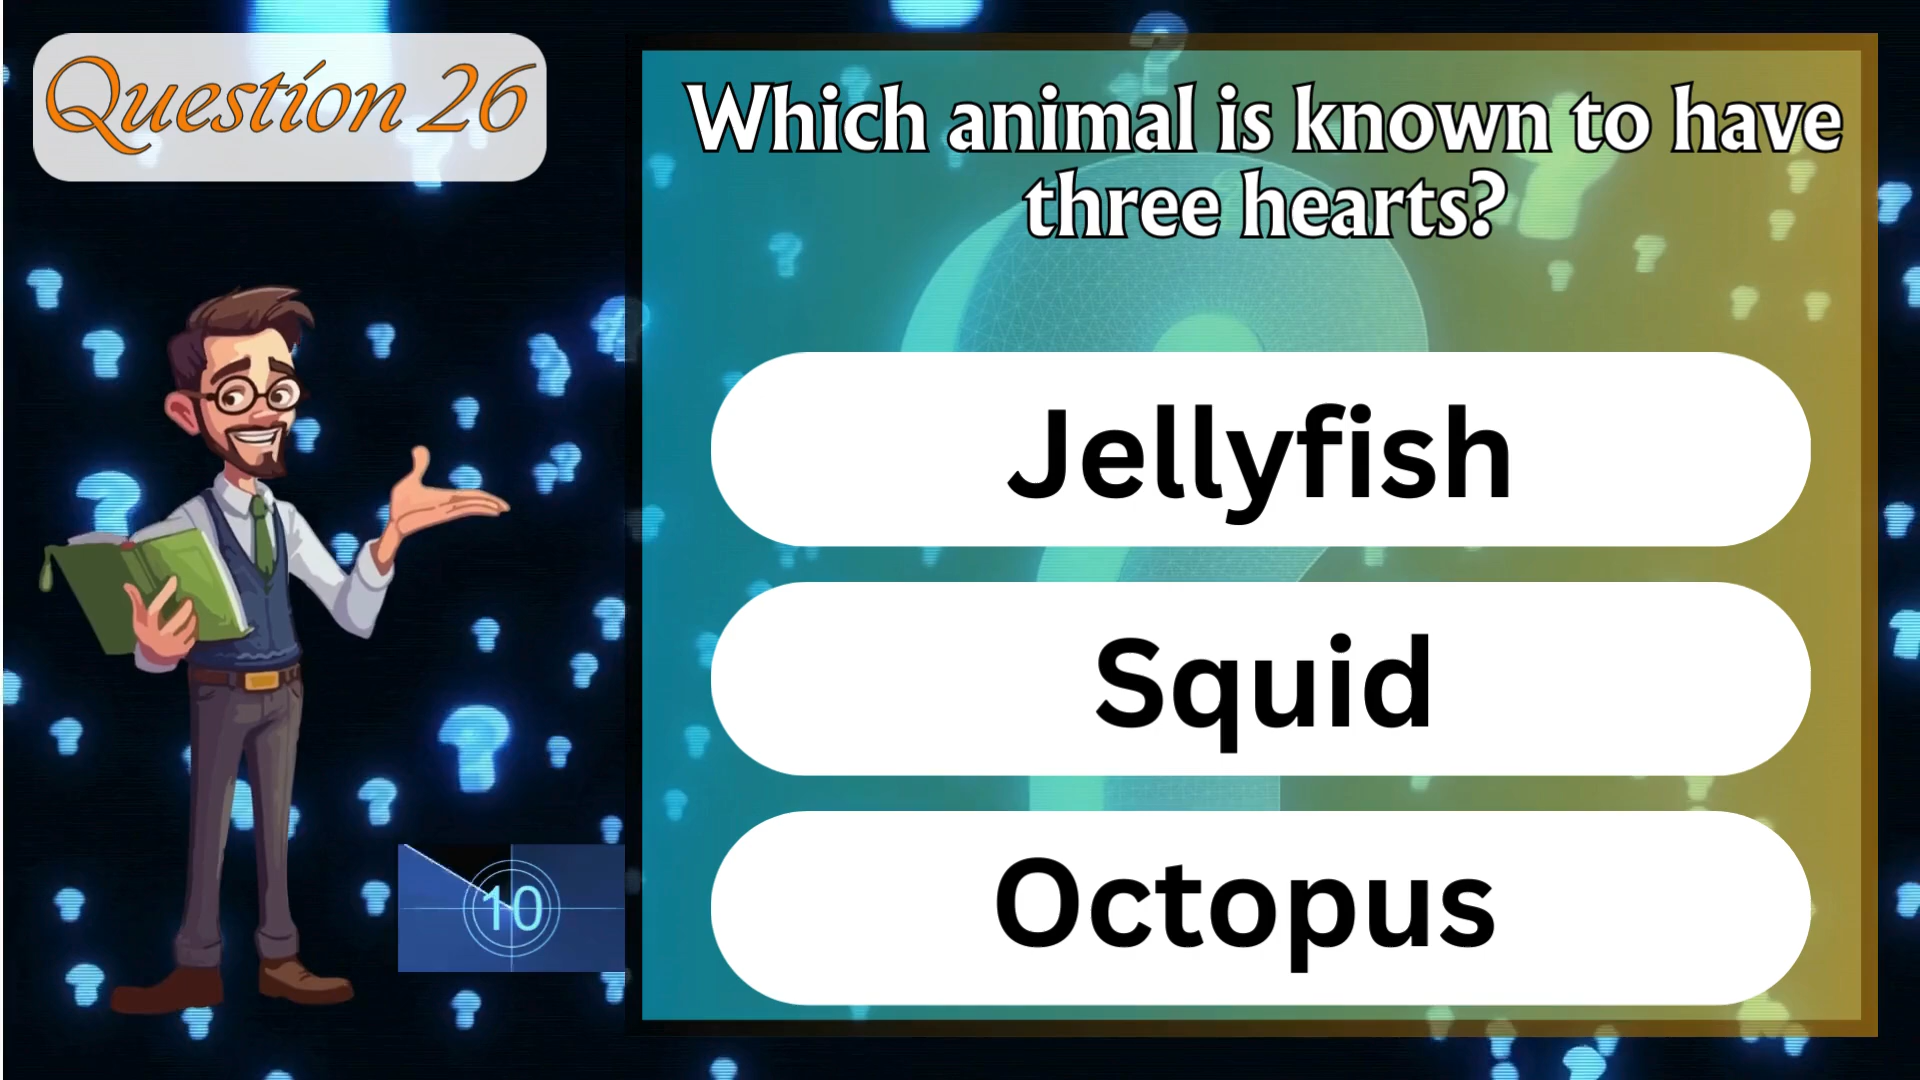 Question 26
Which animal is known to have
three hearts?
Jellyfish
Squid
Octopus
10